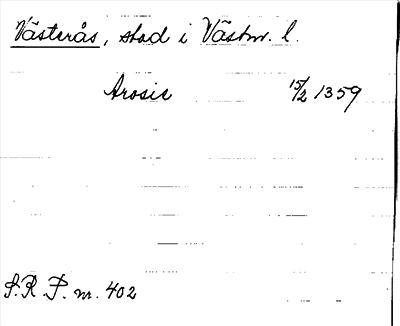 Västerås, stad i Västm. l.
Arosie 15/2 1359
S.R.P. nr. 402